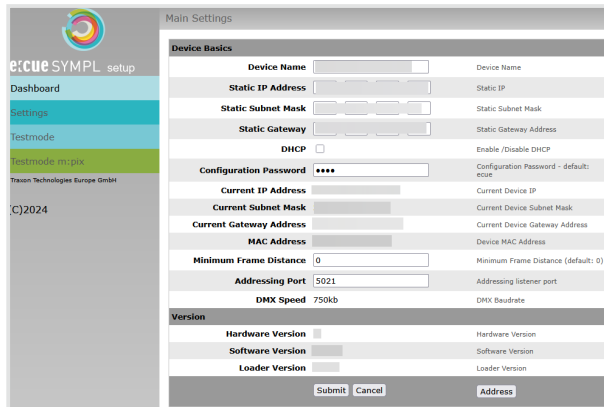 Main Settings
e:cue SYMPL setup
Dashboard
Settings
Testmode
Testmode m:pix
Traxon Technologies Europe GmbH
(C)2024
Device Basics
Device Name Device Name
Static IP Address Static IP
Static Subnet Mask Static Subnet Mask
Static Gateway Static Gateway Address
DHCP Enable /Disable DHCP
Configuration Password •••• Configuration Password - default:
ecue
Current IP Address Current Device IP
Current Subnet Mask Current Device Subnet Mask
Current Gateway Address Current Device Gateway Address
MAC Address Device MAC Address
Minimum Frame Distance 0 Minimum Frame Distance (default: 0)
Addressing Port 5021 Addressing listener port
DMX Speed 750kb DMX Baudrate
Version
Hardware Version Hardware Version
Software Version Software Version
Loader Version Loader Version
Submit Cancel Address